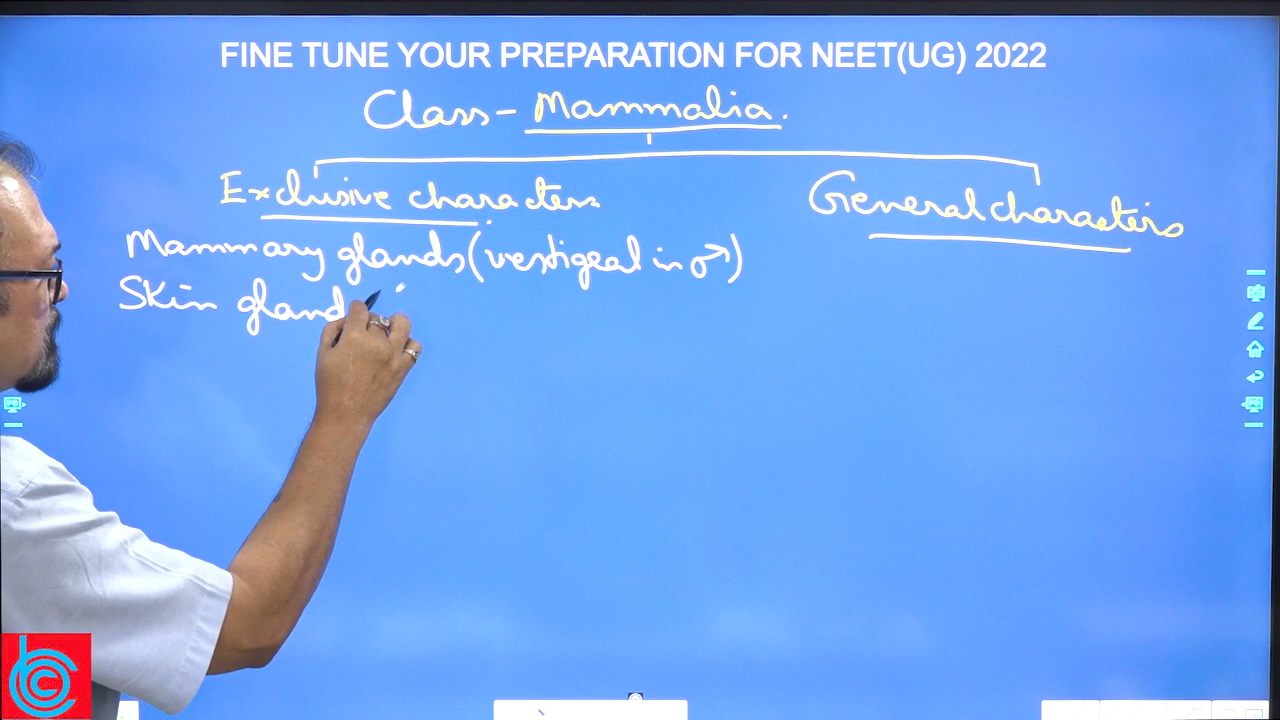 FINE TUNE YOUR PREPARATION FOR NEET(UG) 2022
Class - Mammalia.
Exclusive characters
General characters
Mammary glands (vestigeal in ♂)
Skin gland